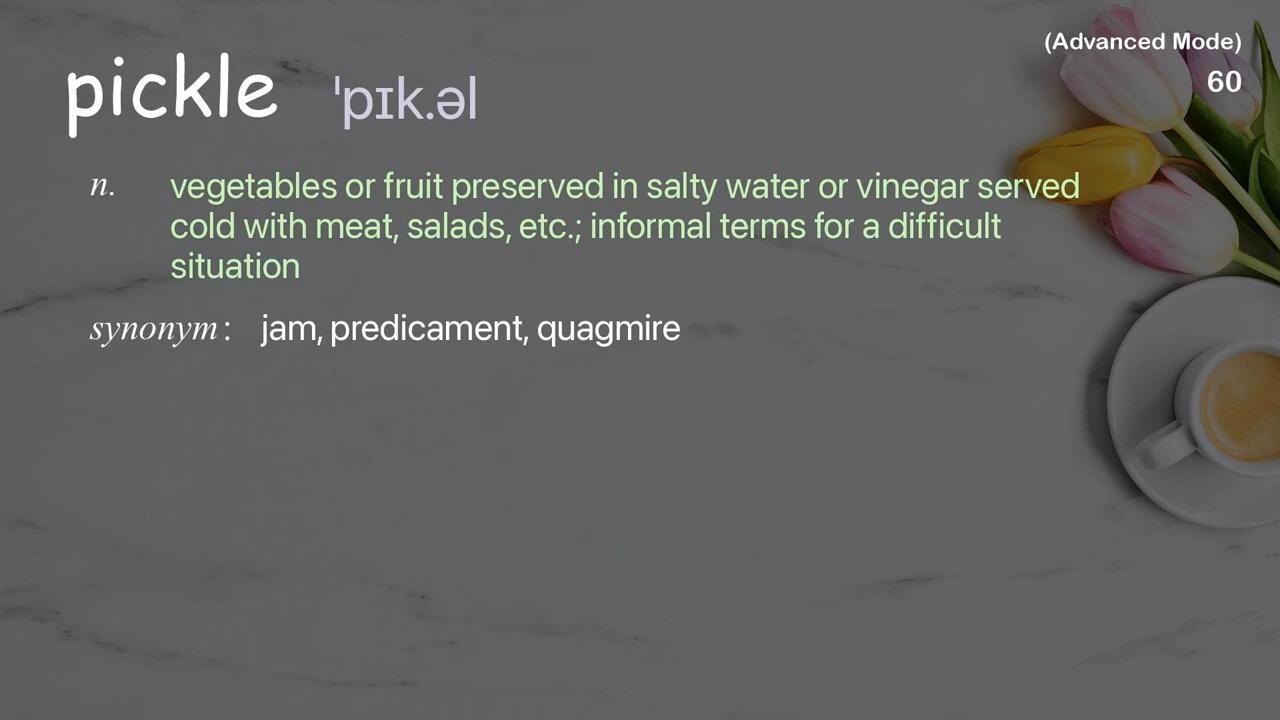 (Advanced Mode)
pickle ˈpɪk.əl
60
n. vegetables or fruit preserved in salty water or vinegar served
cold with meat, salads, etc.; informal terms for a difficult
situation
synonym: jam, predicament, quagmire